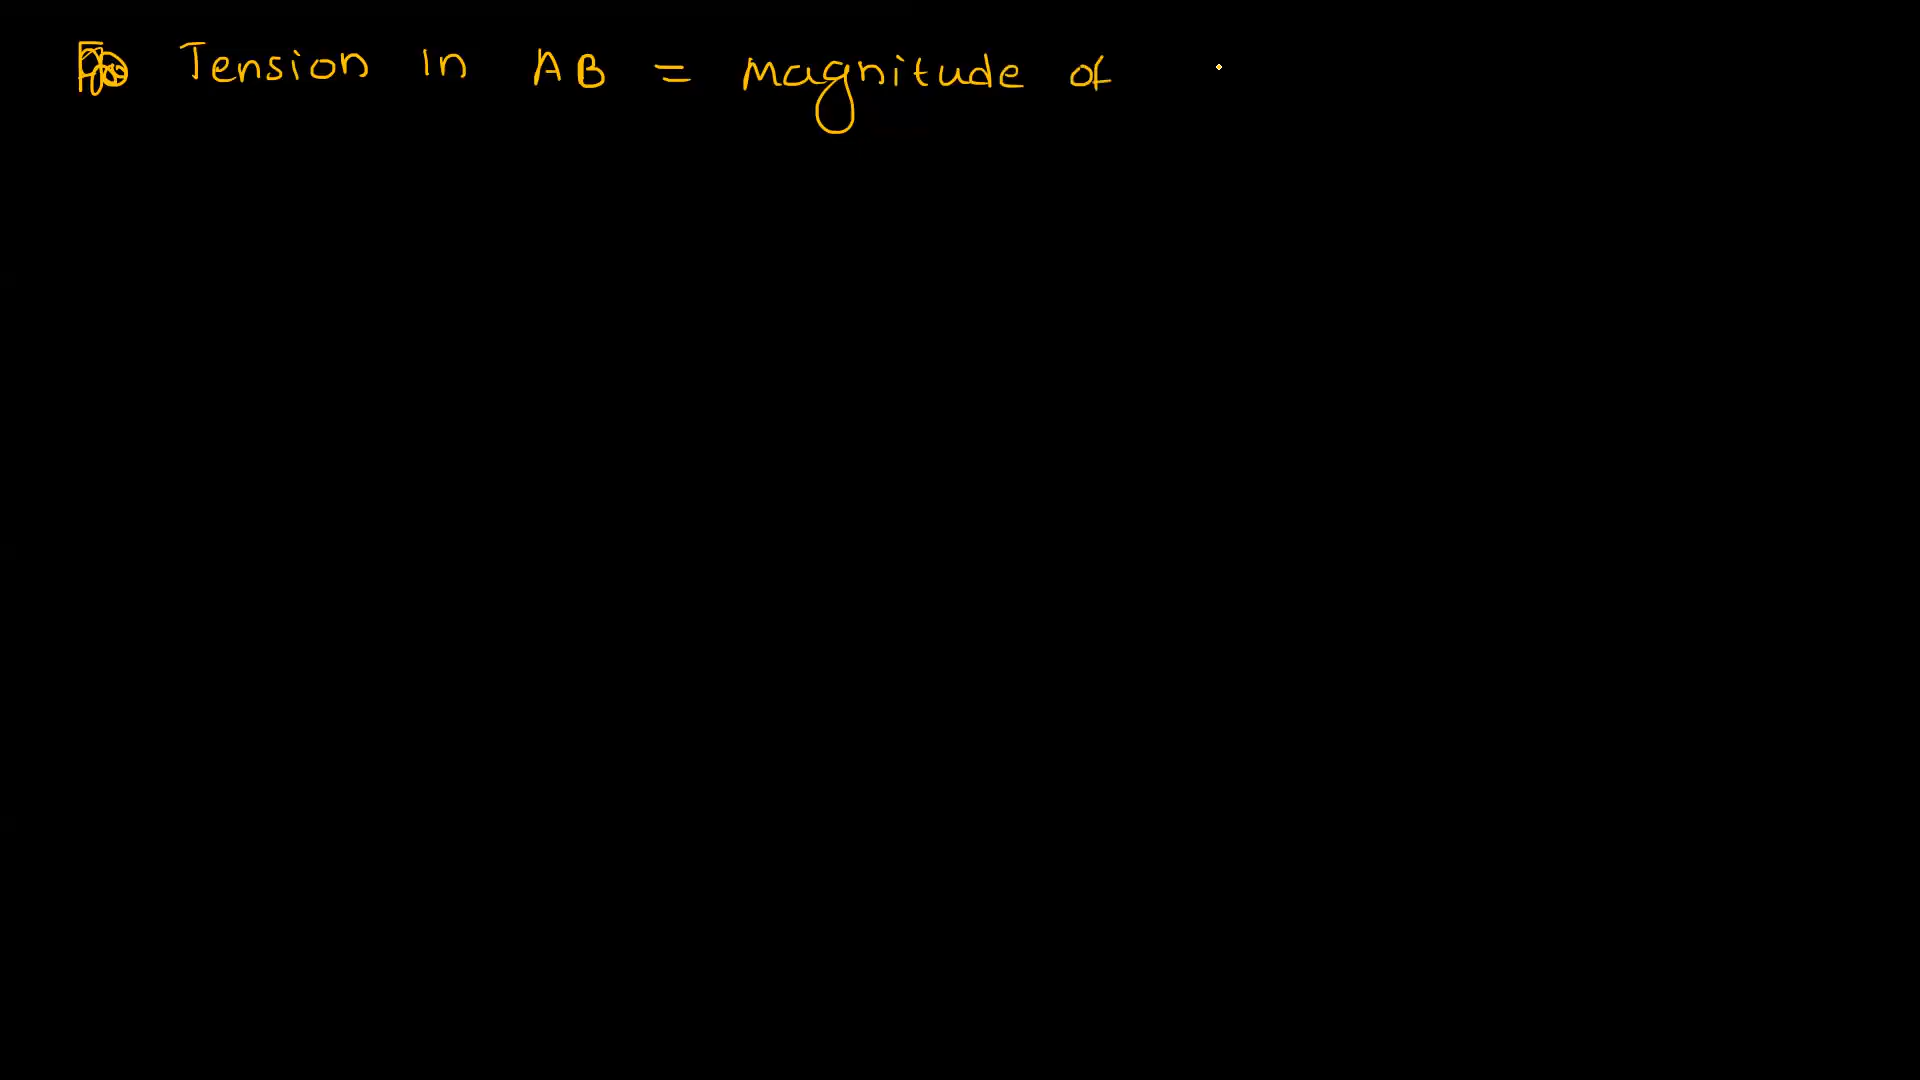 Tension in AB = magnitude of